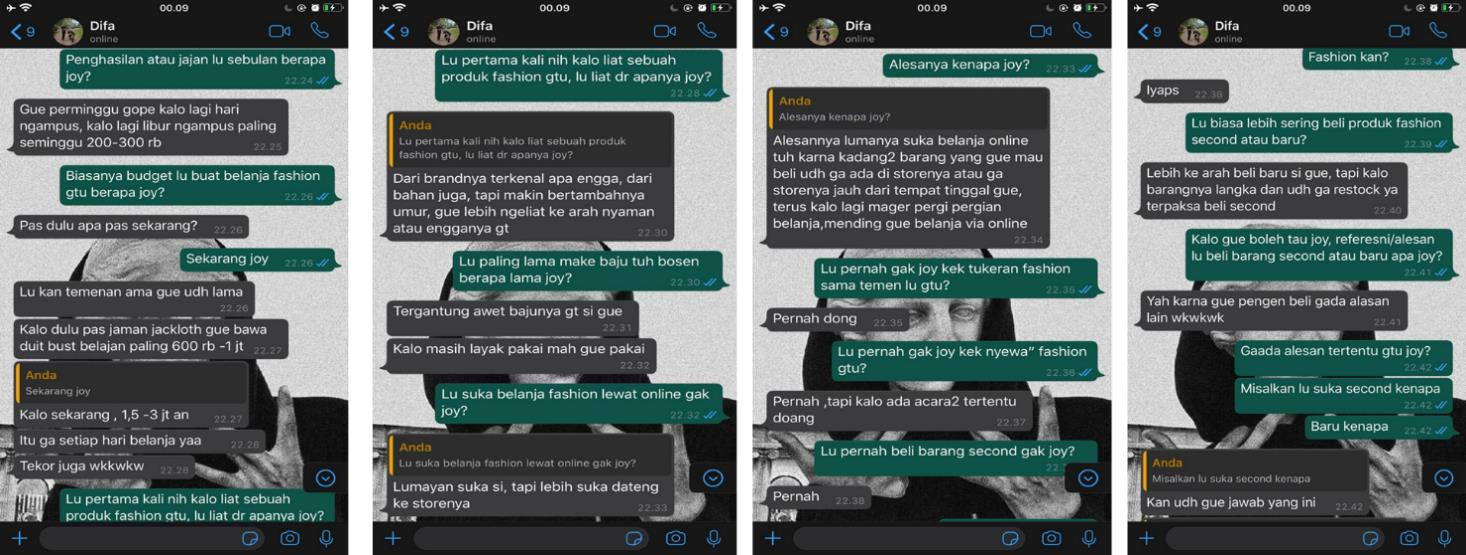 00.09
9
Difa
online
Penghasilan atau jajan lu sebulan berapa
joy?
22.24
Gue perminggu gope kalo lagi hari
ngampus, kalo lagi libur ngampus paling
seminggu 200-300 rb
22.25
Biasanya budget lu buat belanja fashion
gtu berapa joy?
22.26
Pas dulu apa pas sekarang?
22.26
Sekarang joy
22.26
Lu kan temenan ama gue udh lama
22.26
Kalo dulu pas jaman jackloth gue bawa
duit bust belajan paling 600 rb -1 jt
22.27
Anda
Sekarang joy
Kalo sekarang , 1,5 -3 jt an
22.27
Itu ga setiap hari belanja yaa
22.28
Tekor juga wkkwkw
22.28
Lu pertama kali nih kalo liat sebuah
produk fashion gtu, lu liat dr apanya joy?
00.09
9
Difa
online
Lu pertama kali nih kalo liat sebuah
produk fashion gtu, lu liat dr apanya joy?
22.28
Anda
Lu pertama kali nih kalo liat sebuah produk
fashion gtu, lu liat dr apanya joy?
Dari brandnya terkenal apa engga, dari
bahan juga, tapi makin bertambahnya
umur, gue lebih ngeliat ke arah nyaman
atau engganya gt
22.30
Lu paling lama make baju tuh bosen
berapa lama joy?
22.30
Tergantung awet bajunya gt si gue
22.31
Kalo masih layak pakai mah gue pakai
22.32
Lu suka belanja fashion lewat online gak
joy?
22.32
Anda
Lu suka belanja fashion lewat online gak joy?
Lumayan suka si, tapi lebih suka dateng
ke storenya
22.33
00.09
9
Difa
online
Alesanya kenapa joy?
22.33
Anda
Alesanya kenapa joy?
Alesannya lumanya suka belanja online
tuh karna kadang2 barang yang gue mau
beli udh ga ada di storenya atau ga
storenya jauh dari tempat tinggal gue,
terus kalo lagi mager pergi pergian
belanja,mending gue belanja via online
22.34
Lu pernah gak joy kek tukeran fashion
sama temen lu gtu?
22.35
Pernah dong
22.35
Lu pernah gak joy kek nyewa” fashion
gtu?
22.36
Pernah ,tapi kalo ada acara2 tertentu
doang
22.37
Lu pernah beli barang second gak joy?
Pernah
22.38
00.09
9
Difa
online
Fashion kan?
22.38
Iyaps
22.38
Lu biasa lebih sering beli produk fashion
second atau baru?
22.39
Lebih ke arah beli baru si gue, tapi kalo
barangnya langka dan udh ga restock ya
terpaksa beli second
22.40
Kalo gue boleh tau joy, referesni/alesan
lu beli barang second atau baru apa joy?
22.41
Yah karna gue pengen beli gada alasan
lain wkwkwk
22.41
Gaada alesan tertentu gtu joy?
22.42
Misalkan lu suka second kenapa
22.42
Baru kenapa
22.42
Anda
Misalkan lu suka second kenapa
Kan udh gue jawab yang ini
22.42